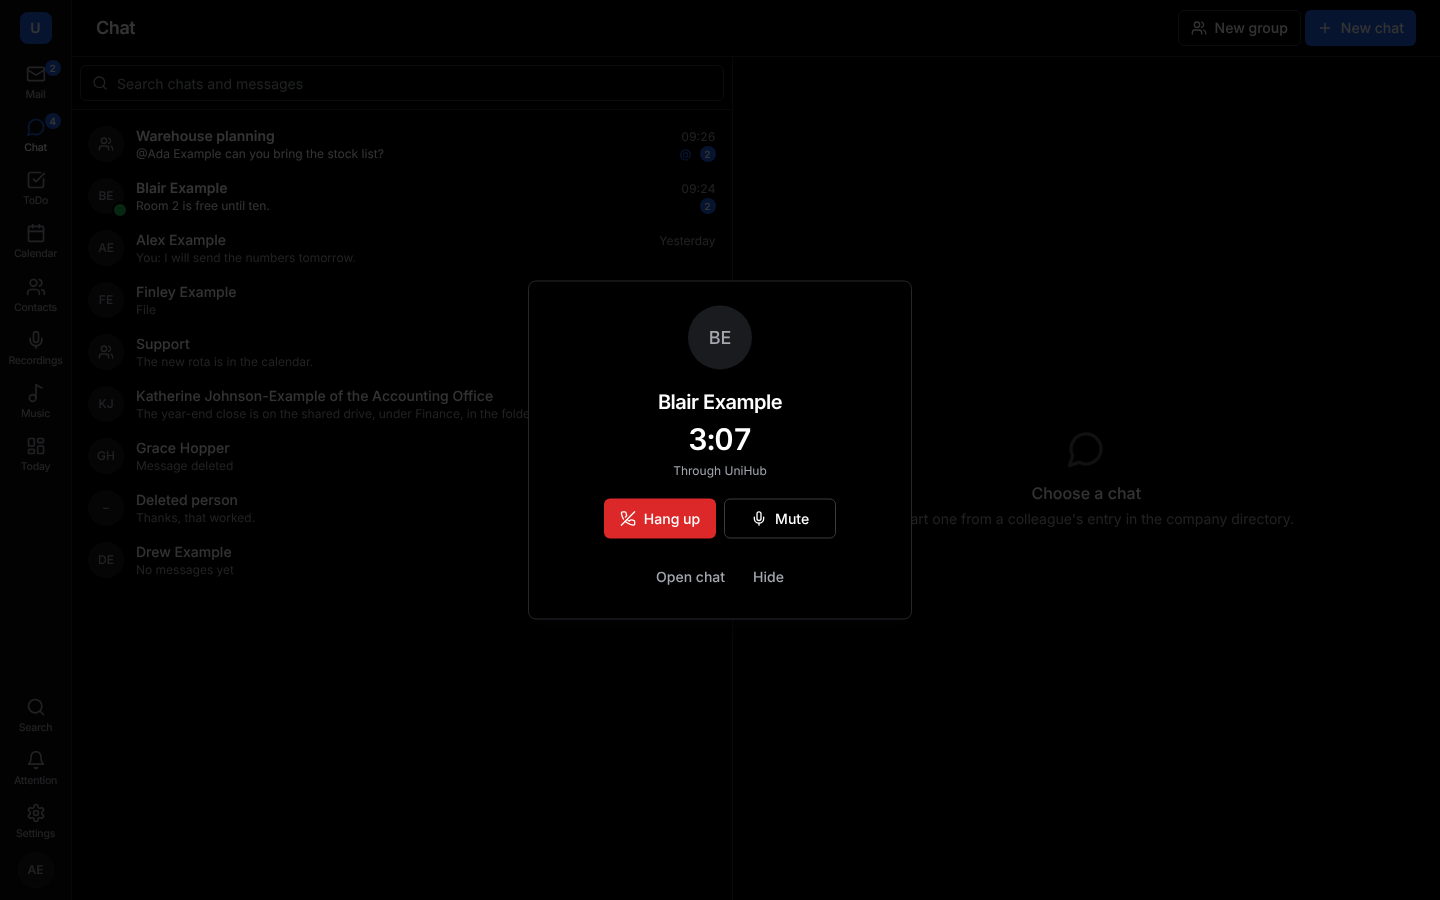 U
Chat
New group
New chat
2
Mail
4
Chat
ToDo
Calendar
Contacts
Recordings
Music
Today
Search
Attention
Settings
AE
Search chats and messages
Warehouse planning
09:26
@Ada Example can you bring the stock list?
@ 2
BE
Blair Example
09:24
Room 2 is free until ten.
2
AE
Alex Example
Yesterday
You: I will send the numbers tomorrow.
FE
Finley Example
File
Support
The new rota is in the calendar.
KJ
Katherine Johnson-Example of the Accounting Office
The year-end close is on the shared drive, under Finance, in the folde
GH
Grace Hopper
Message deleted
–
Deleted person
Thanks, that worked.
DE
Drew Example
No messages yet
BE
Blair Example
3:07
Through UniHub
Hang up
Mute
Open chat
Hide
Choose a chat
art one from a colleague's entry in the company directory.